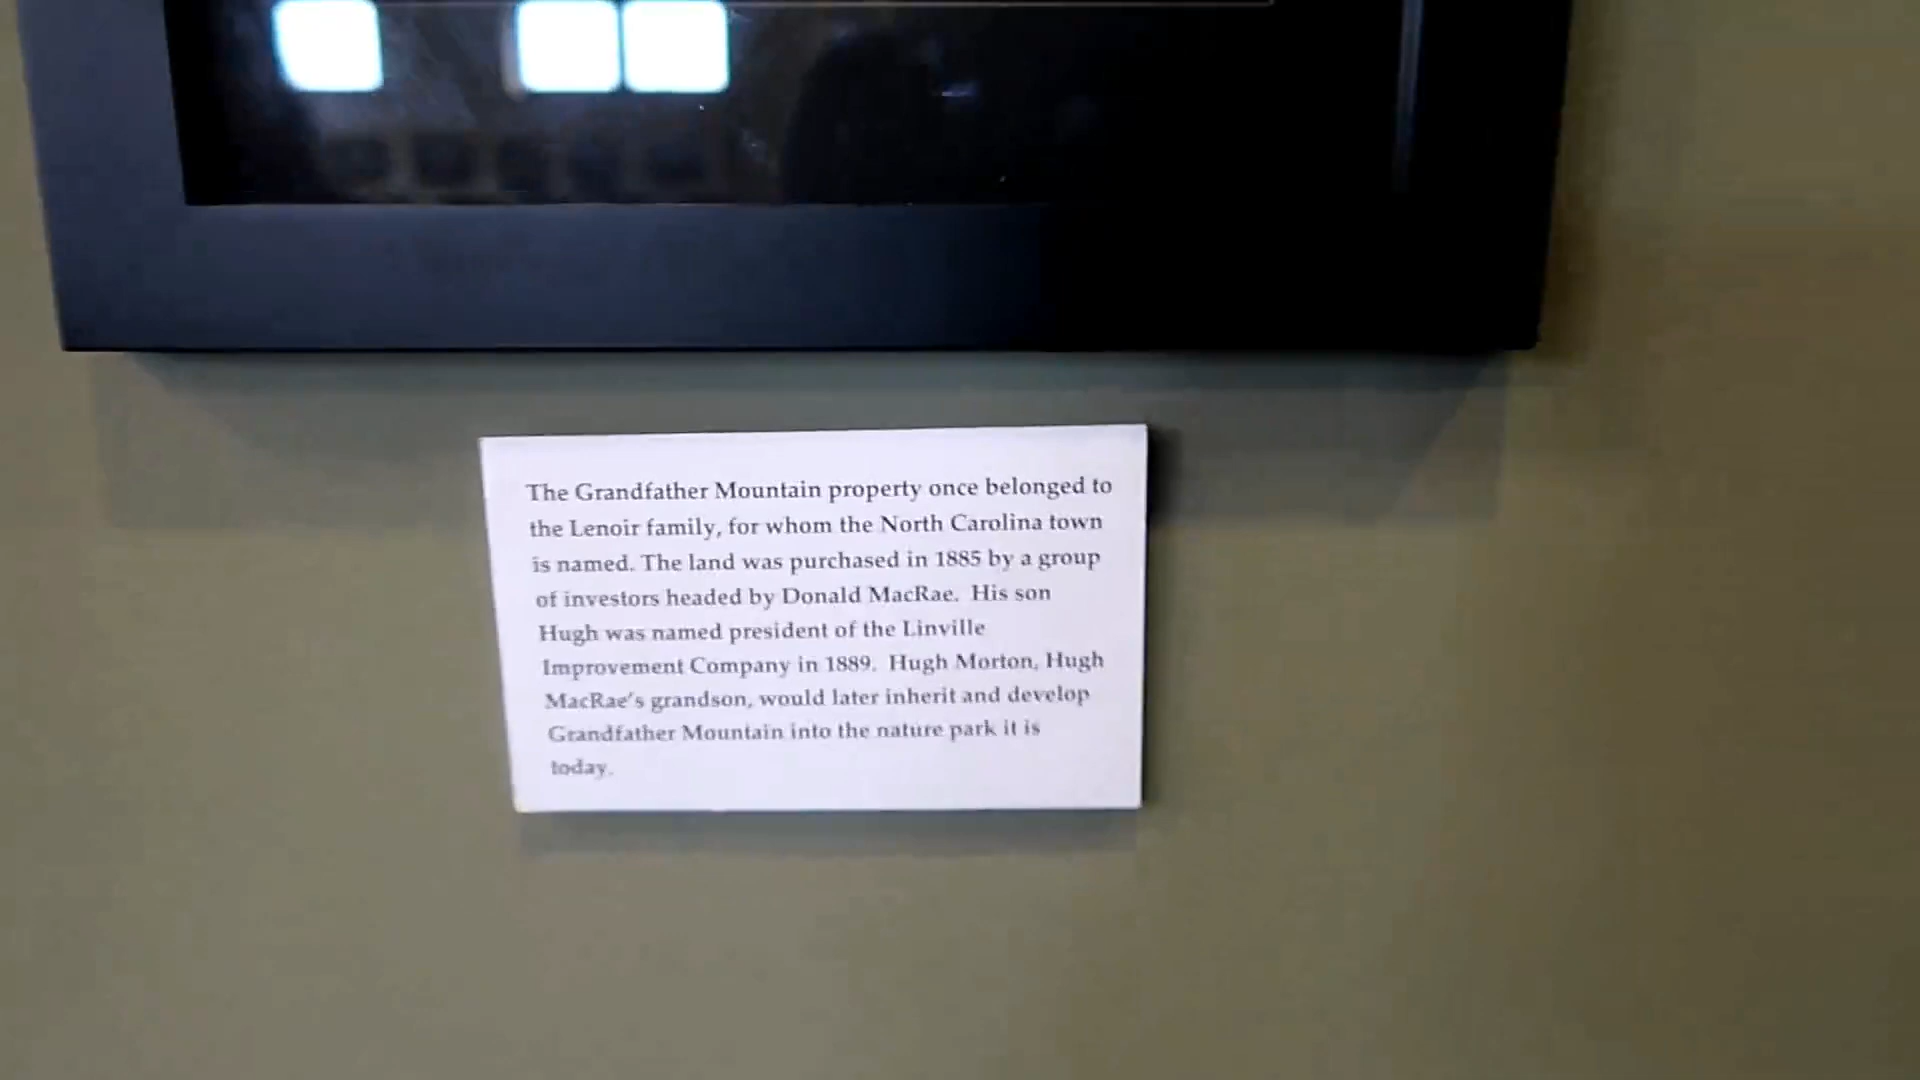 The Grandfather Mountain property once belonged to
the Lenoir family, for whom the North Carolina town
is named. The land was purchased in 1885 by a group
of investors headed by Donald MacRae. His son
Hugh was named president of the Linville
Improvement Company in 1889. Hugh Morton, Hugh
MacRae's grandson, would later inherit and develop
Grandfather Mountain into the nature park it is
today.